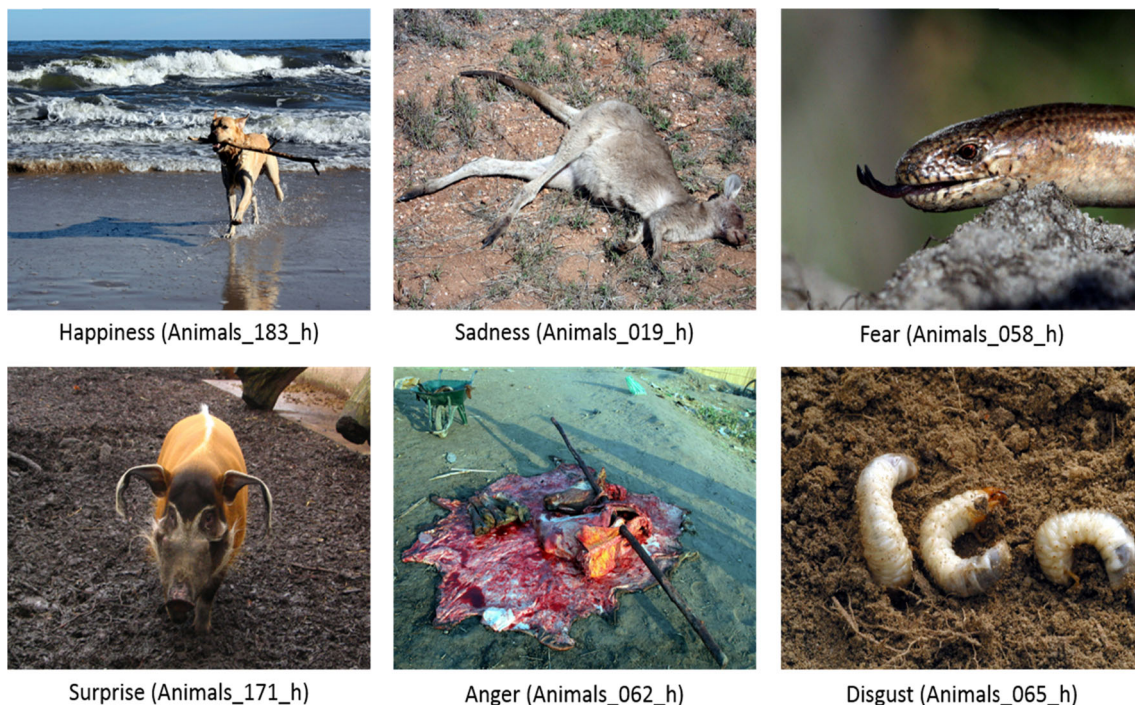 Happiness (Animals_183_h)
Sadness (Animals_019_h)
Fear (Animals_058_h)
Surprise (Animals_171_h)
Anger (Animals_062_h)
Disgust (Animals_065_h)